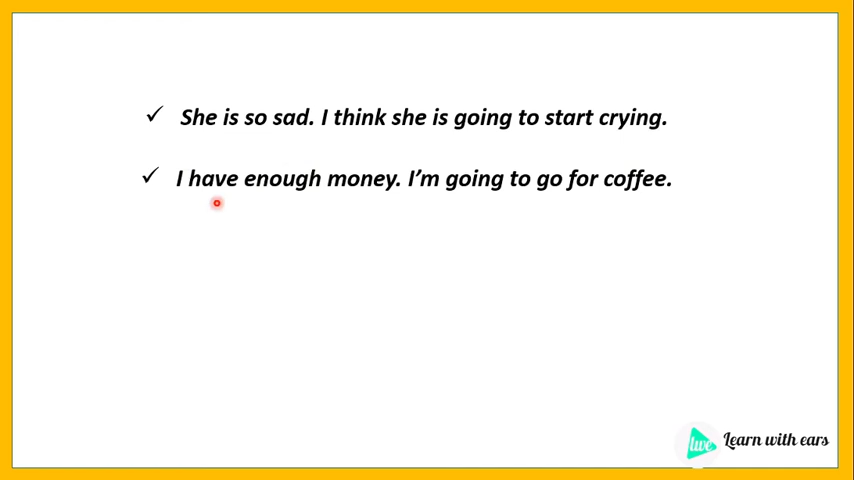 ✓ She is so sad. I think she is going to start crying.
✓ I have enough money. I’m going to go for coffee.
live Learn with ears